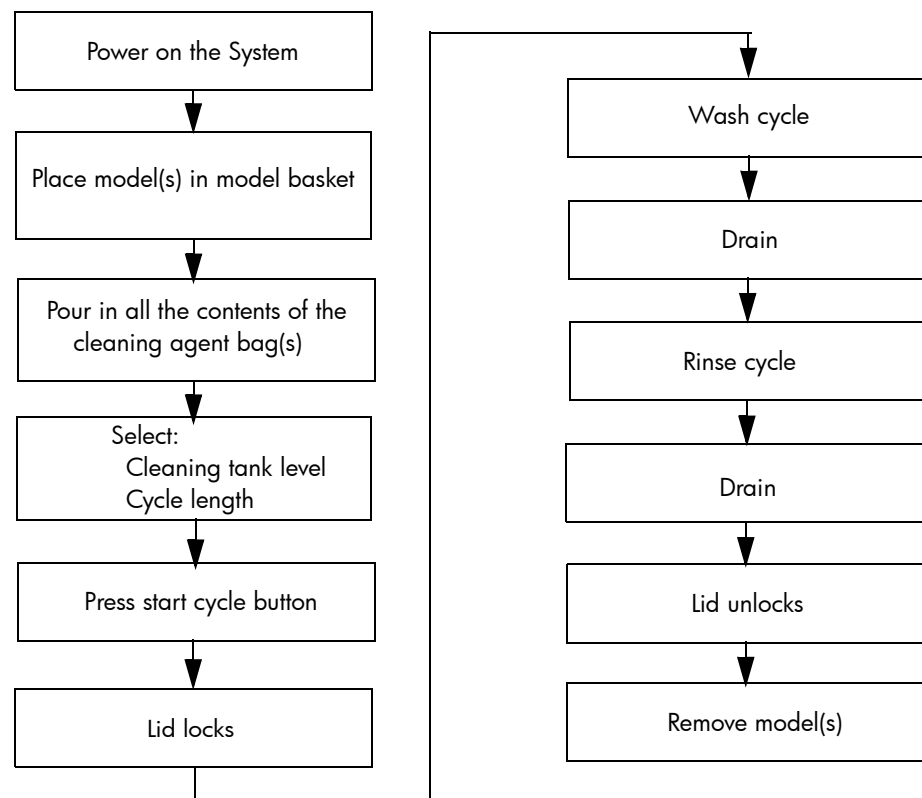 Power on the System
Place model(s) in model basket
Pour in all the contents of the
cleaning agent bag(s)
Select:
Cleaning tank level
Cycle length
Press start cycle button
Lid locks
Wash cycle
Drain
Rinse cycle
Drain
Lid unlocks
Remove model(s)